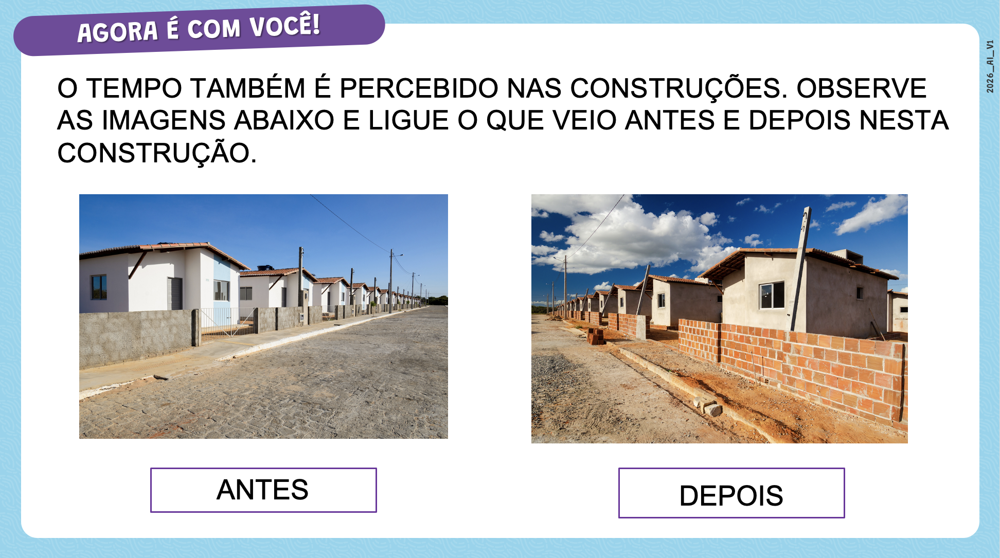 AGORA É COM VOCÊ!
2026_AI_V1
O TEMPO TAMBÉM É PERCEBIDO NAS CONSTRUÇÕES. OBSERVE
AS IMAGENS ABAIXO E LIGUE O QUE VEIO ANTES E DEPOIS NESTA
CONSTRUÇÃO.
ANTES
DEPOIS